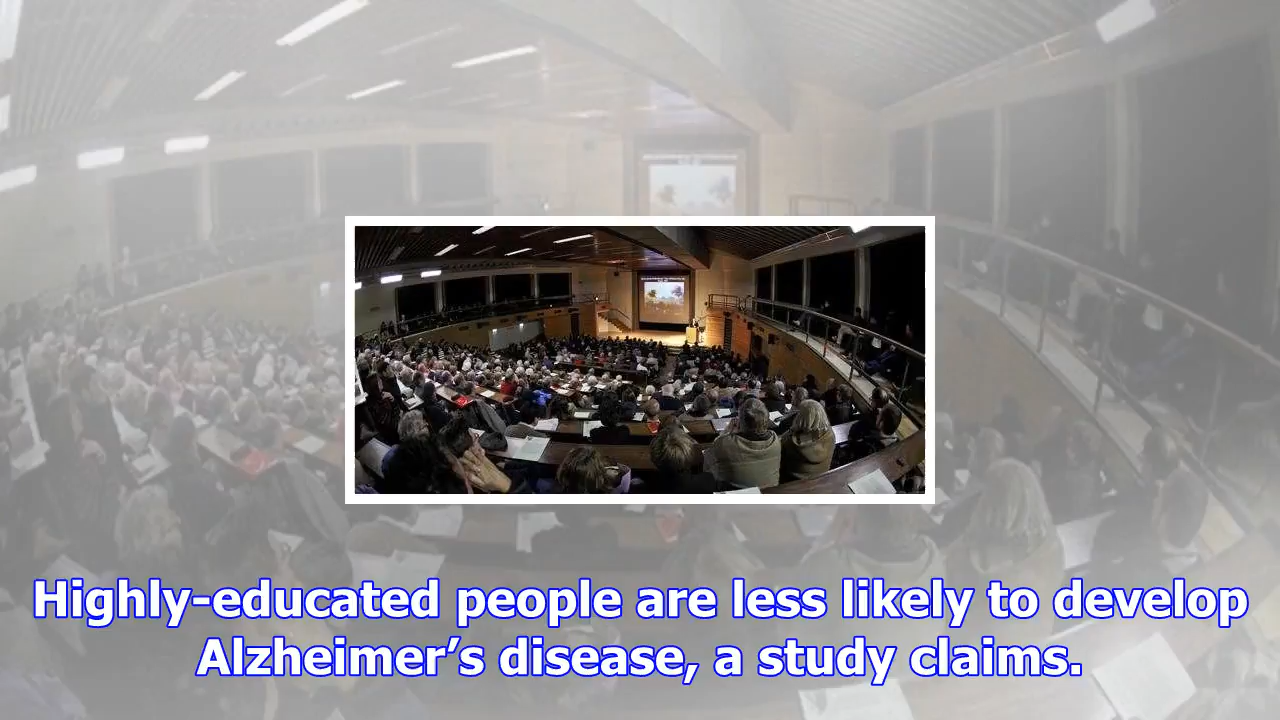 Highly-educated people are less likely to develop
Alzheimer’s disease, a study claims.